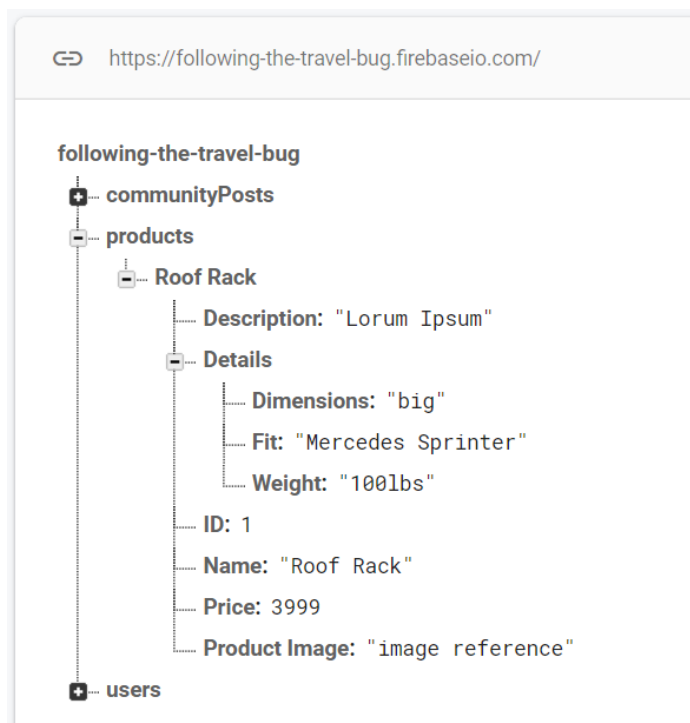 https://following-the-travel-bug.firebaseio.com/
following-the-travel-bug
communityPosts
products
Roof Rack
Description: "Lorum Ipsum"
Details
Dimensions: "big"
Fit: "Mercedes Sprinter"
Weight: "100lbs"
ID: 1
Name: "Roof Rack"
Price: 3999
Product Image: "image reference"
users